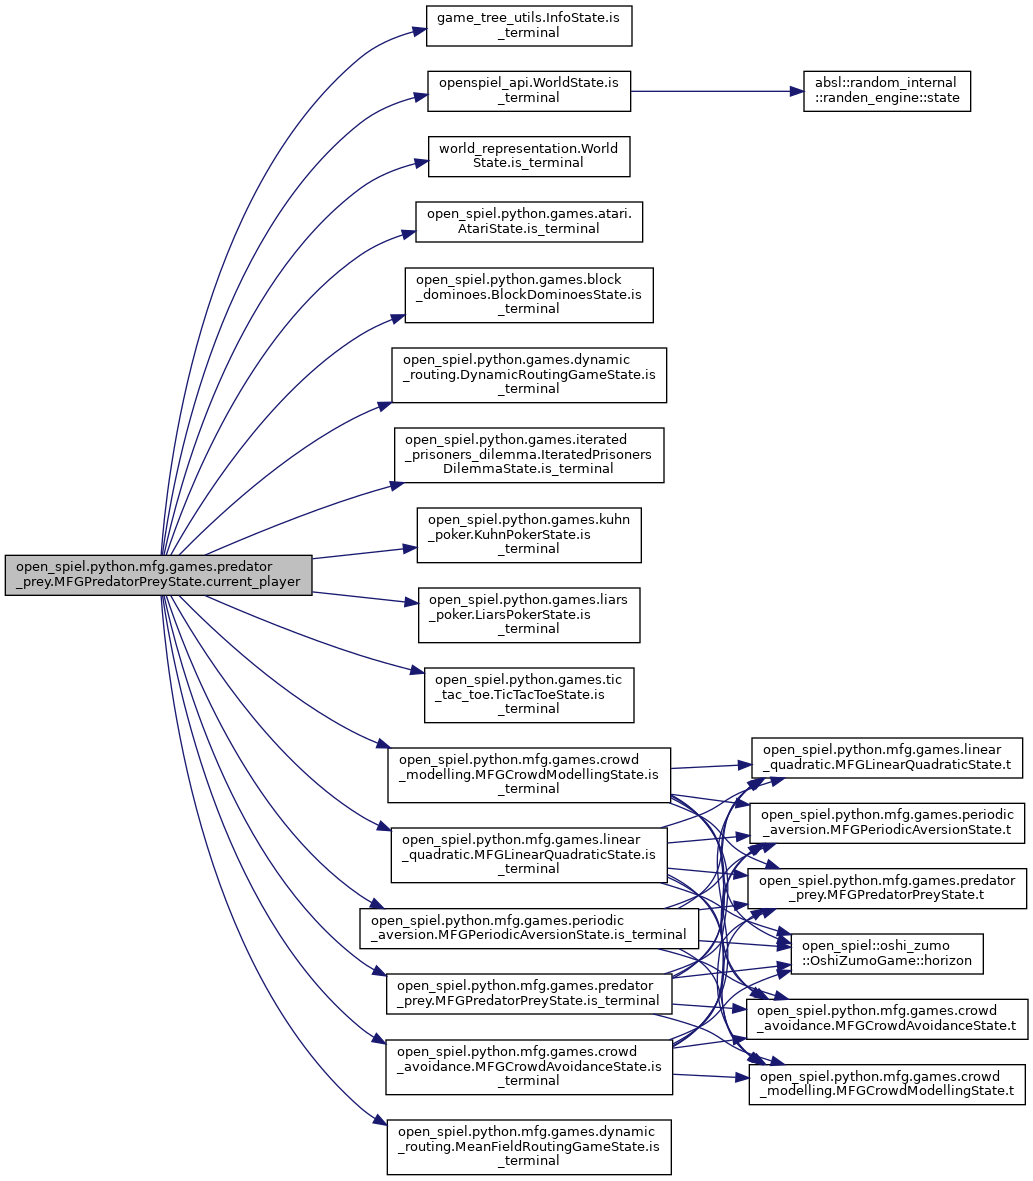 game_tree_utils.InfoState.is
_terminal
openspiel_api.WorldState.is
_terminal
absl::random_internal
::randen_engine::state
world_representation.World
State.is_terminal
open_spiel.python.games.atari.
AtariState.is_terminal
open_spiel.python.games.block
_dominoes.BlockDominoesState.is
_terminal
open_spiel.python.games.dynamic
_routing.DynamicRoutingGameState.is
_terminal
open_spiel.python.games.iterated
_prisoners_dilemma.IteratedPrisoners
DilemmaState.is_terminal
open_spiel.python.games.kuhn
_poker.KuhnPokerState.is
_terminal
open_spiel.python.mfg.games.predator
_prey.MFGPredatorPreyState.current_player
open_spiel.python.games.liars
_poker.LiarsPokerState.is
_terminal
open_spiel.python.games.tic
_tac_toe.TicTacToeState.is
_terminal
open_spiel.python.mfg.games.crowd
_modelling.MFGCrowdModellingState.is
_terminal
open_spiel.python.mfg.games.linear
_quadratic.MFGLinearQuadraticState.t
open_spiel.python.mfg.games.periodic
_aversion.MFGPeriodicAversionState.t
open_spiel.python.mfg.games.linear
_quadratic.MFGLinearQuadraticState.is
_terminal
open_spiel.python.mfg.games.predator
_prey.MFGPredatorPreyState.t
open_spiel.python.mfg.games.periodic
_aversion.MFGPeriodicAversionState.is_terminal
open_spiel::oshi_zumo
::OshiZumoGame::horizon
open_spiel.python.mfg.games.predator
_prey.MFGPredatorPreyState.is_terminal
open_spiel.python.mfg.games.crowd
_avoidance.MFGCrowdAvoidanceState.t
open_spiel.python.mfg.games.crowd
_avoidance.MFGCrowdAvoidanceState.is
_terminal
open_spiel.python.mfg.games.crowd
_modelling.MFGCrowdModellingState.t
open_spiel.python.mfg.games.dynamic
_routing.MeanFieldRoutingGameState.is
_terminal